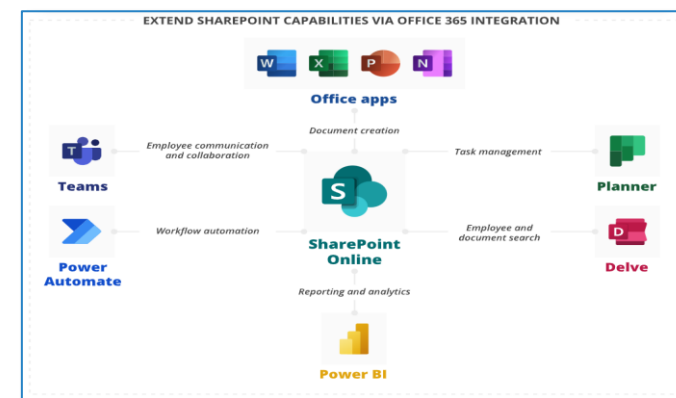 EXTEND SHAREPOINT CAPABILITIES VIA OFFICE 365 INTEGRATION
W X P N
Office apps
Document creation
Employee communication
and collaboration
Task management
T
Teams
S
Planner
Workflow automation
Employee and
document search
D
SharePoint
Online
Power
Automate
Delve
Reporting and analytics
Power BI